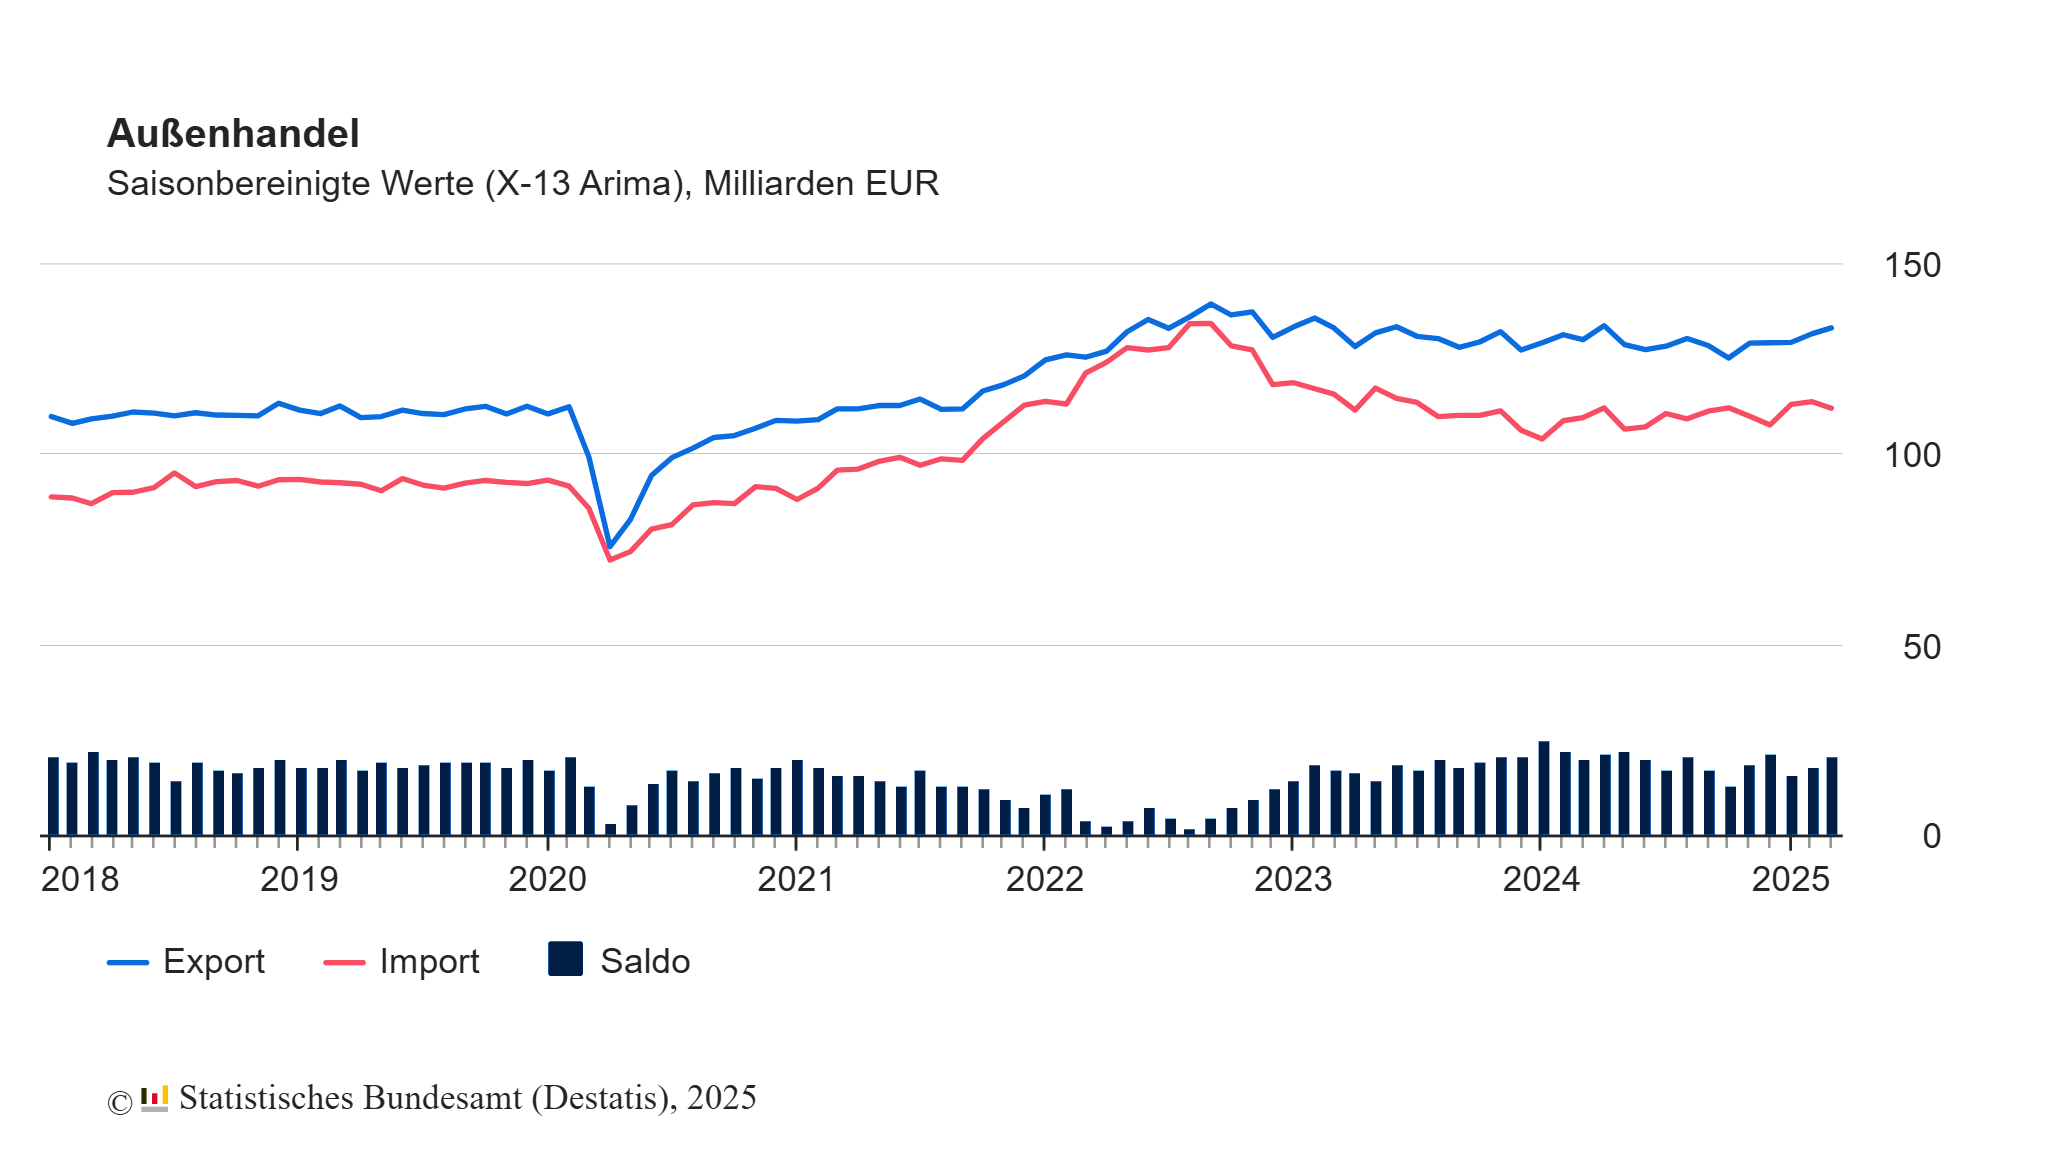 Außenhandel
Saisonbereinigte Werte (X-13 Arima), Milliarden EUR
150
100
50
0
2018 2019 2020 2021 2022 2023 2024 2025
Export Import Saldo
© Statistisches Bundesamt (Destatis), 2025